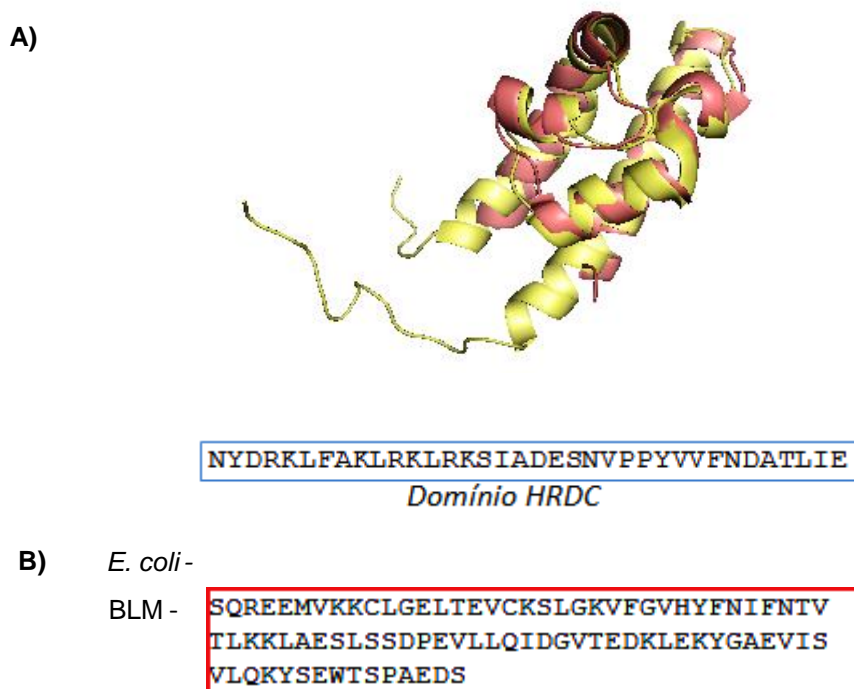 A)
NYDRKLFAKLRKLRKSIADESNVPPYVVFNDATLIE
Domínio HRDC
B)
E. coli -
BLM -
SQREEMVKKCLGELTEVCKSLGKVFGVHYFNIFNTV
TLKKLAESLSSDPEVLLQIDGVTEDKLEKYGAEVIS
VLQKYSEWTSPAEDS